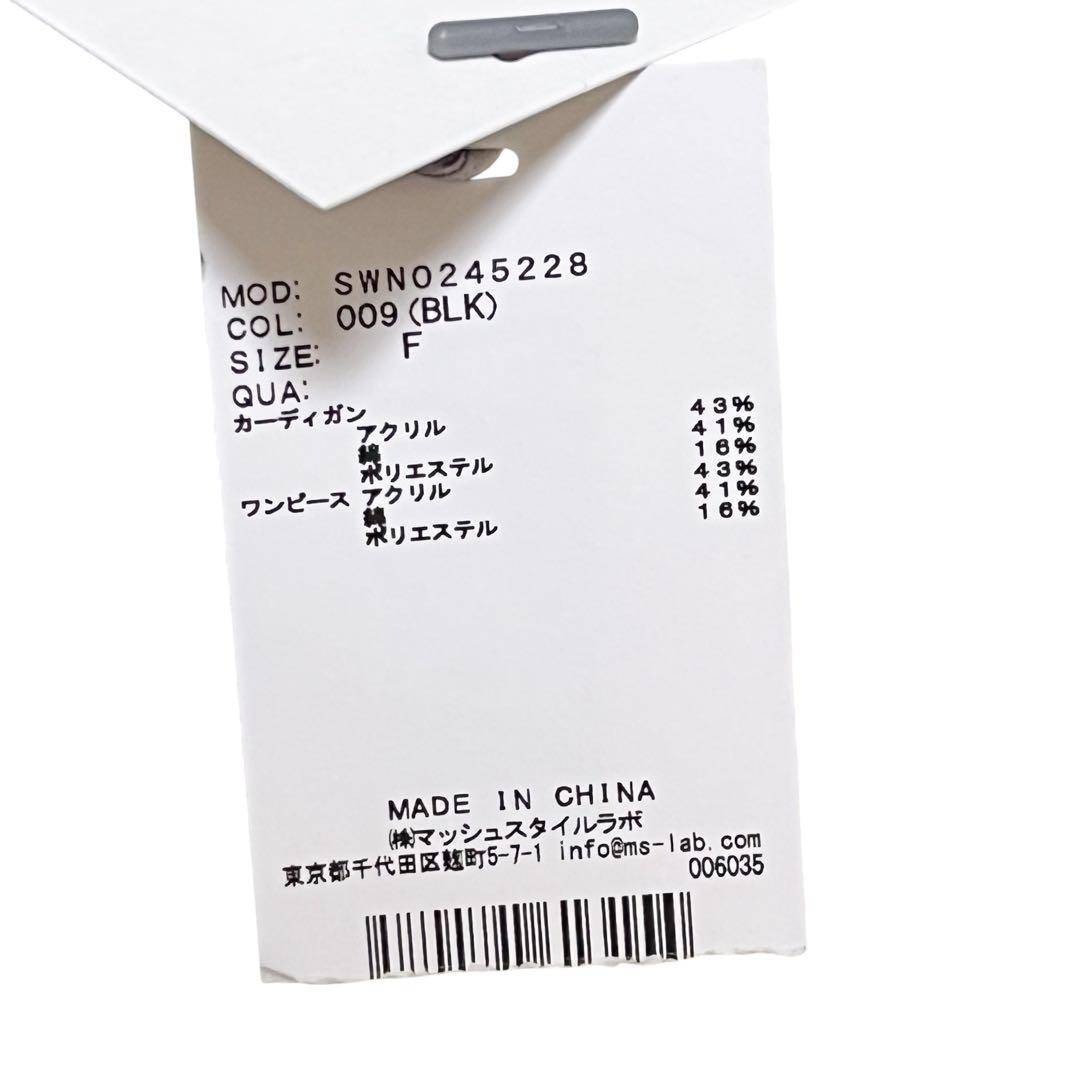 MOD: SWNO245228
COL: 009(BLK)
SIZE: F
QUA:
カーディガン
アクリル 43%
綿 41%
ポリエステル 16%
ワンピース アクリル 43%
綿 41%
ポリエステル 16%
MADE IN CHINA
㈱マッシュスタイルラボ
東京都千代田区麹町5-7-1 info@ms-lab.com
006035